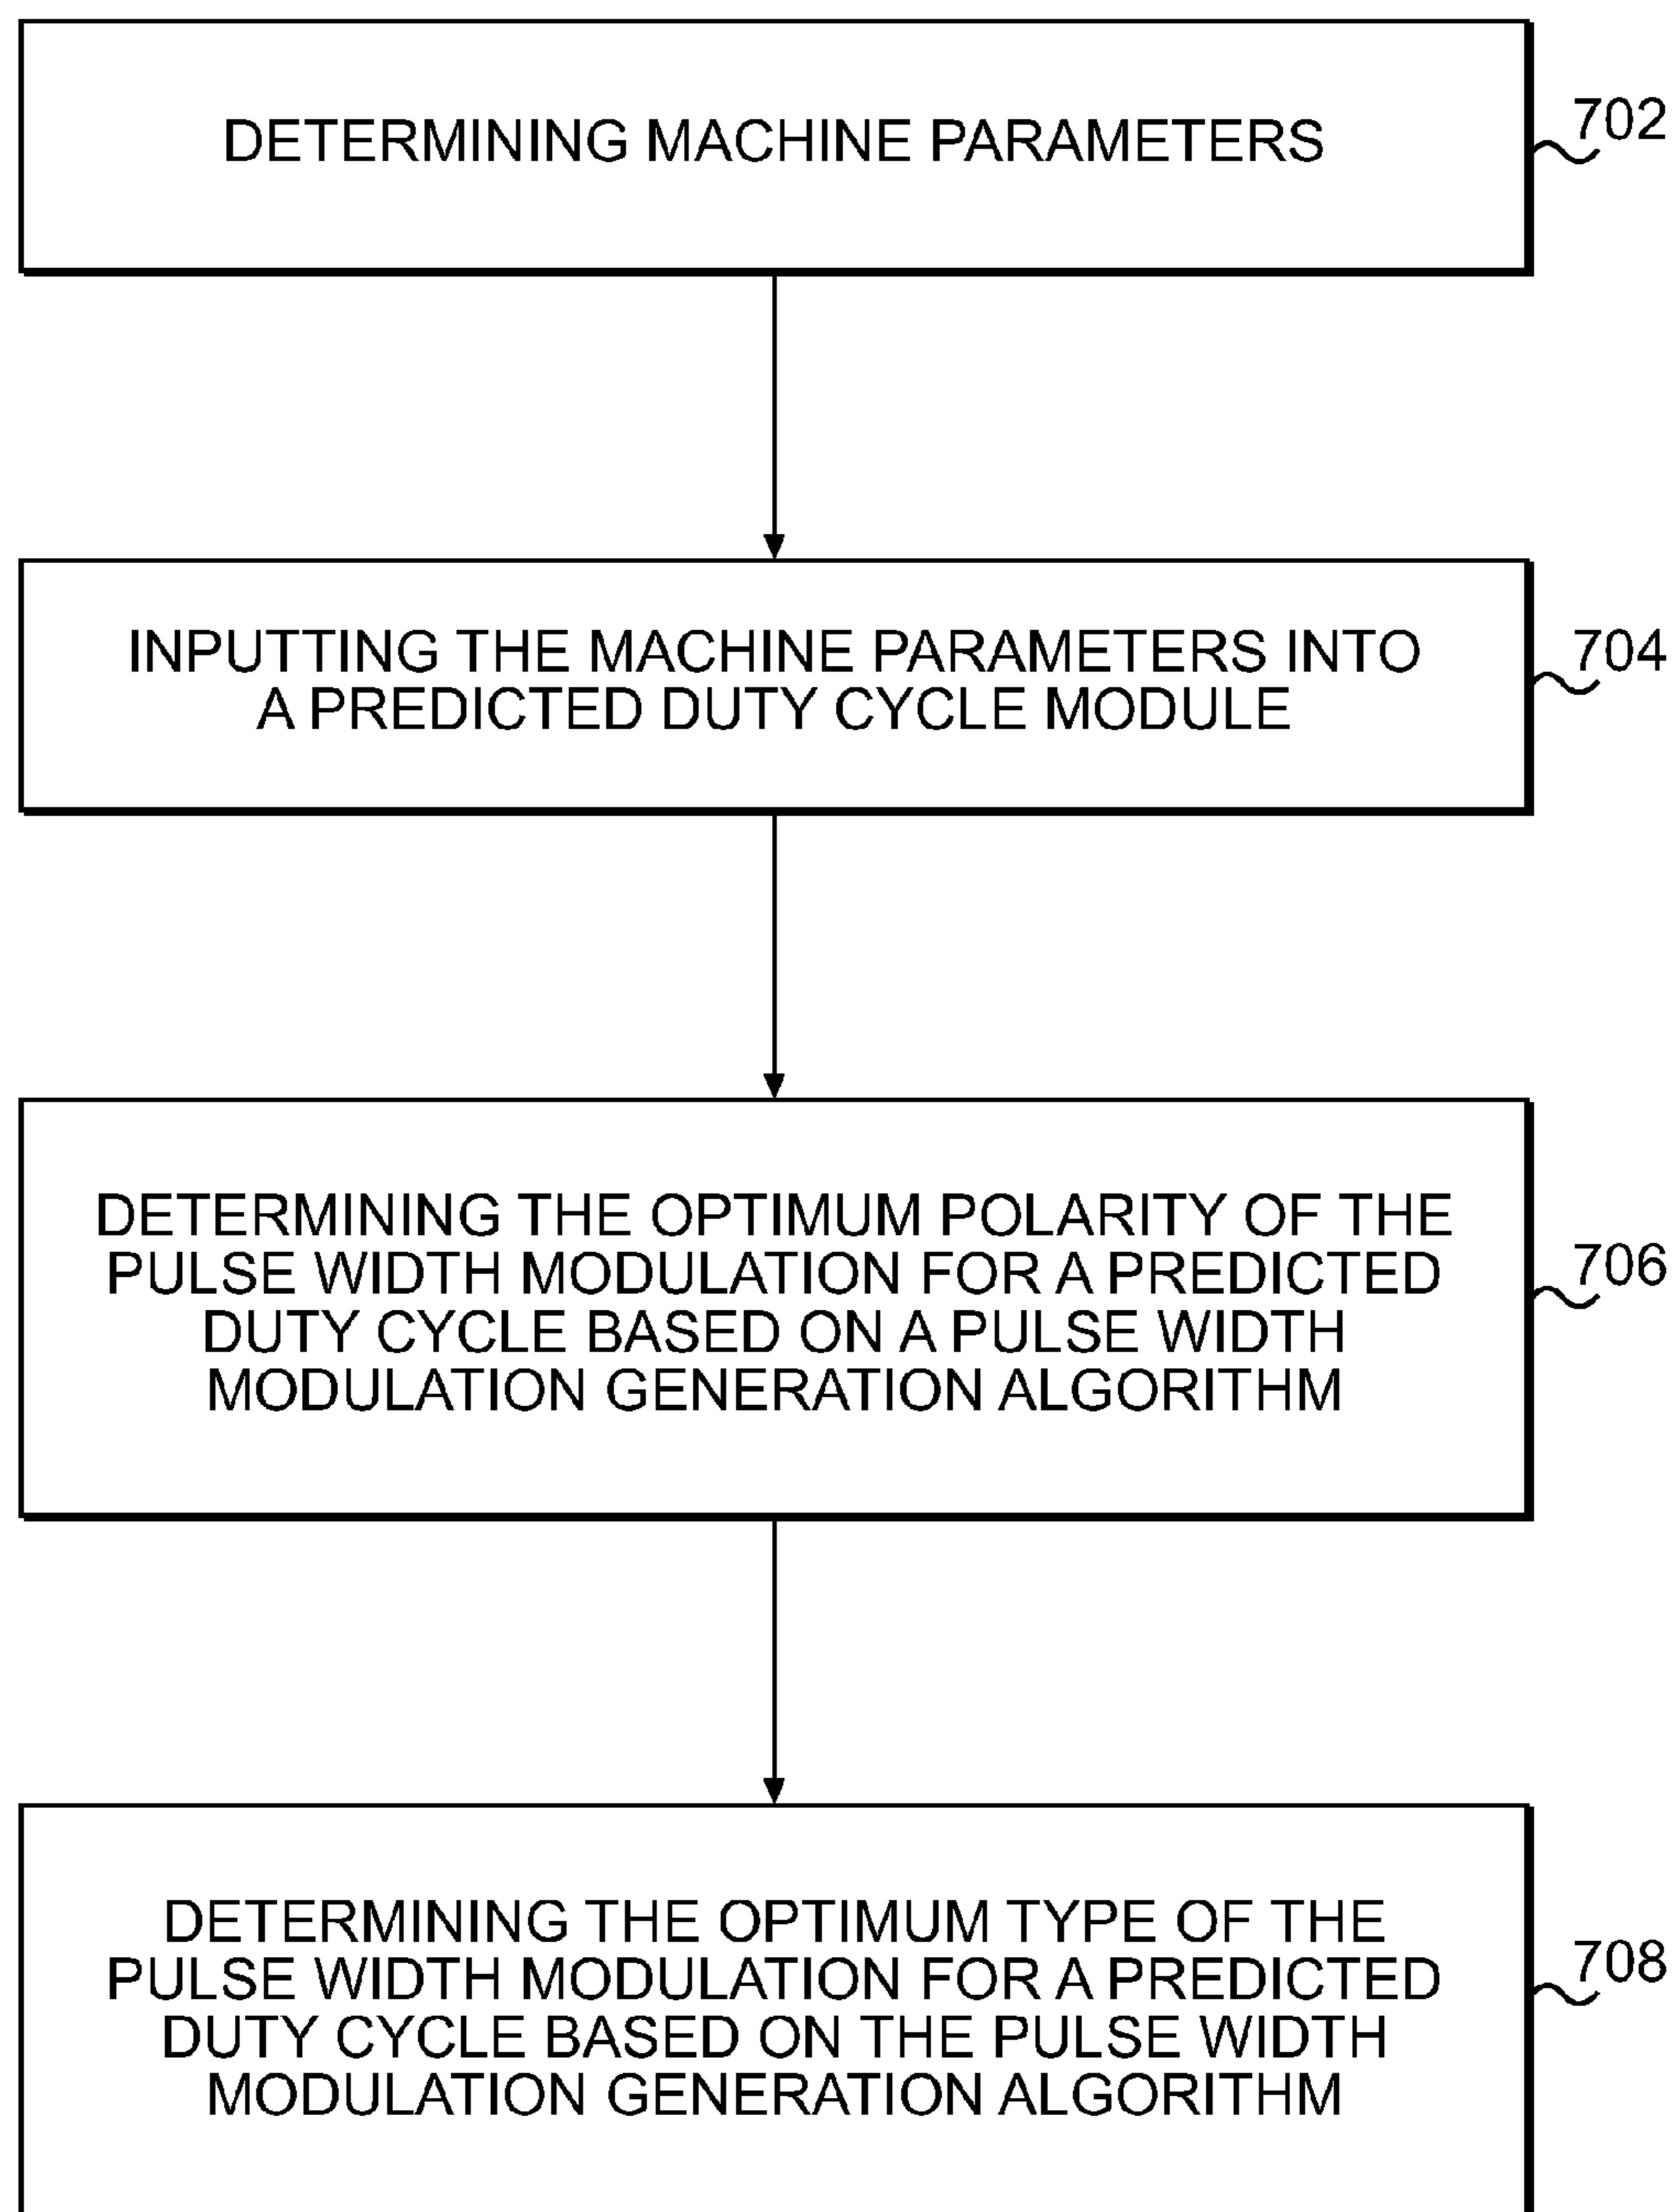 DETERMINING MACHINE PARAMETERS
702
INPUTTING THE MACHINE PARAMETERS INTO
A PREDICTED DUTY CYCLE MODULE
704
DETERMINING THE OPTIMUM POLARITY OF THE
PULSE WIDTH MODULATION FOR A PREDICTED
DUTY CYCLE BASED ON A PULSE WIDTH
MODULATION GENERATION ALGORITHM
706
DETERMINING THE OPTIMUM TYPE OF THE
PULSE WIDTH MODULATION FOR A PREDICTED
DUTY CYCLE BASED ON THE PULSE WIDTH
MODULATION GENERATION ALGORITHM
708